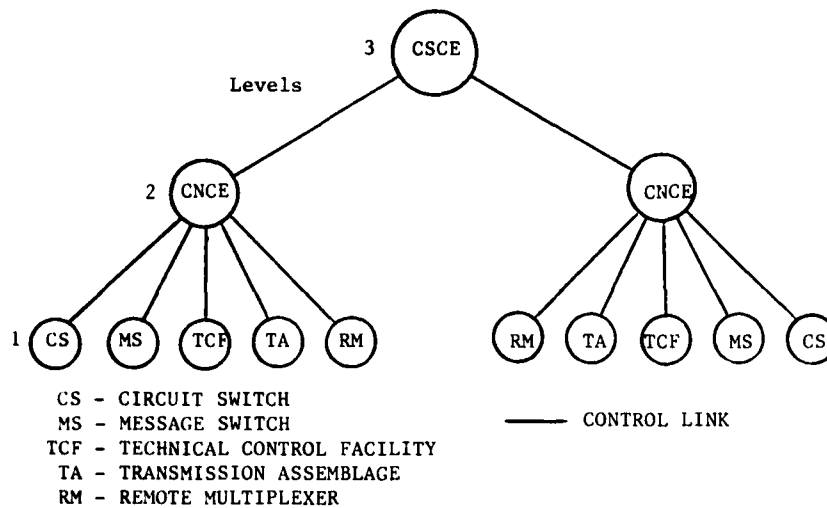 3 CSCE
Levels
2 CNCE CNCE
1 CS MS TCF TA RM RM TA TCF MS CS
CS - CIRCUIT SWITCH
MS - MESSAGE SWITCH
TCF - TECHNICAL CONTROL FACILITY
TA - TRANSMISSION ASSEMBLAGE
RM - REMOTE MULTIPLEXER
CONTROL LINK